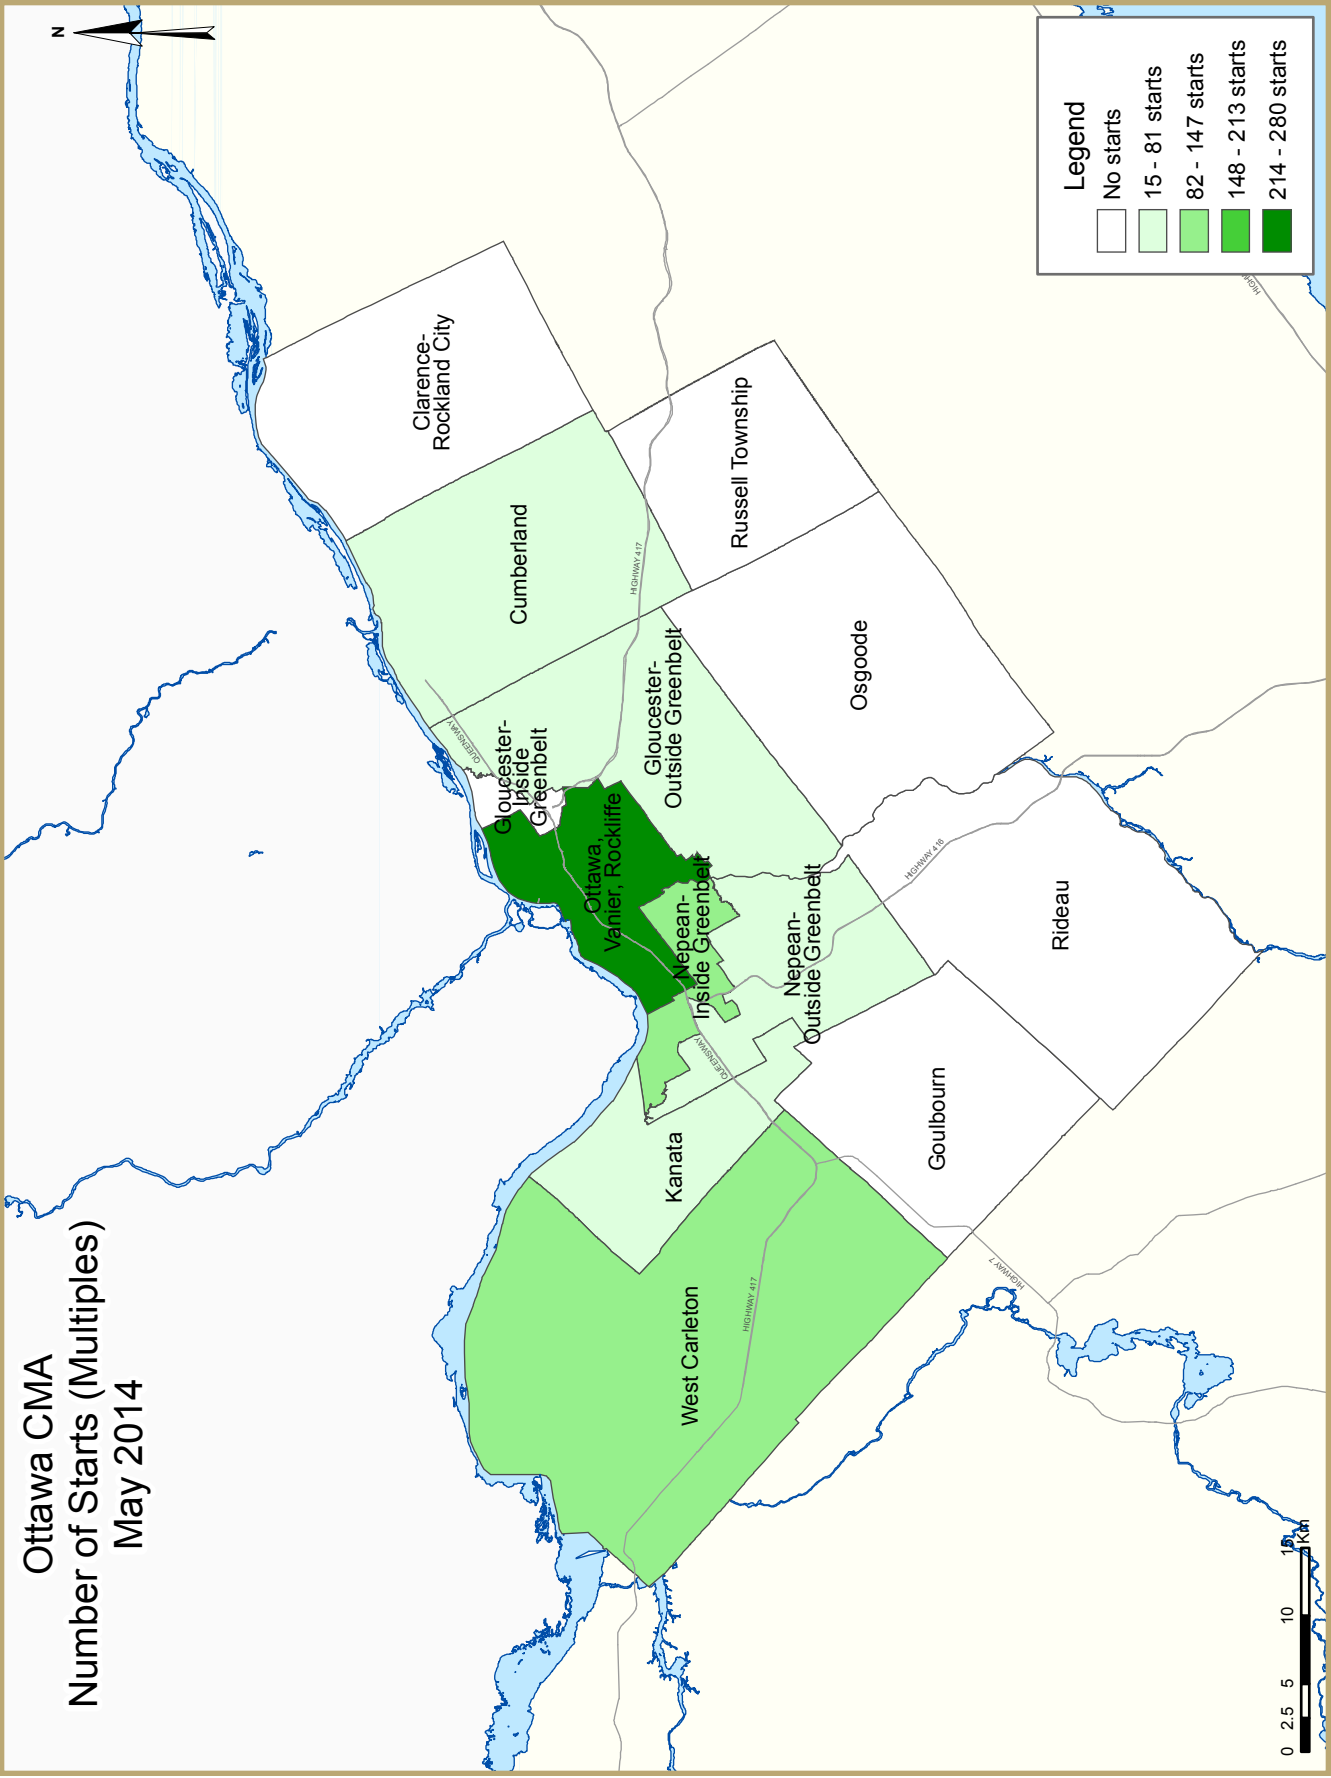 Ottawa CMA
Number of Starts (Multiples)
May 2014
N
Clarence-
Rockland City
Cumberland
Russell Township
HIGHWAY 417
Osgoode
Gloucester-
Outside Greenbelt
QUEENSWAY
Gloucester-
Inside
Greenbelt
Ottawa,
Vanier, Rockliffe
Nepean-
Inside Greenbelt
Nepean-
Outside Greenbelt
HIGHWAY 416
Rideau
QUEENSWAY
Kanata
Goulbourn
West Carleton
HIGHWAY 417
HIGHWAY 7
Legend
No starts
15 - 81 starts
82 - 147 starts
148 - 213 starts
214 - 280 starts
0 2.5 5 10 15
Km